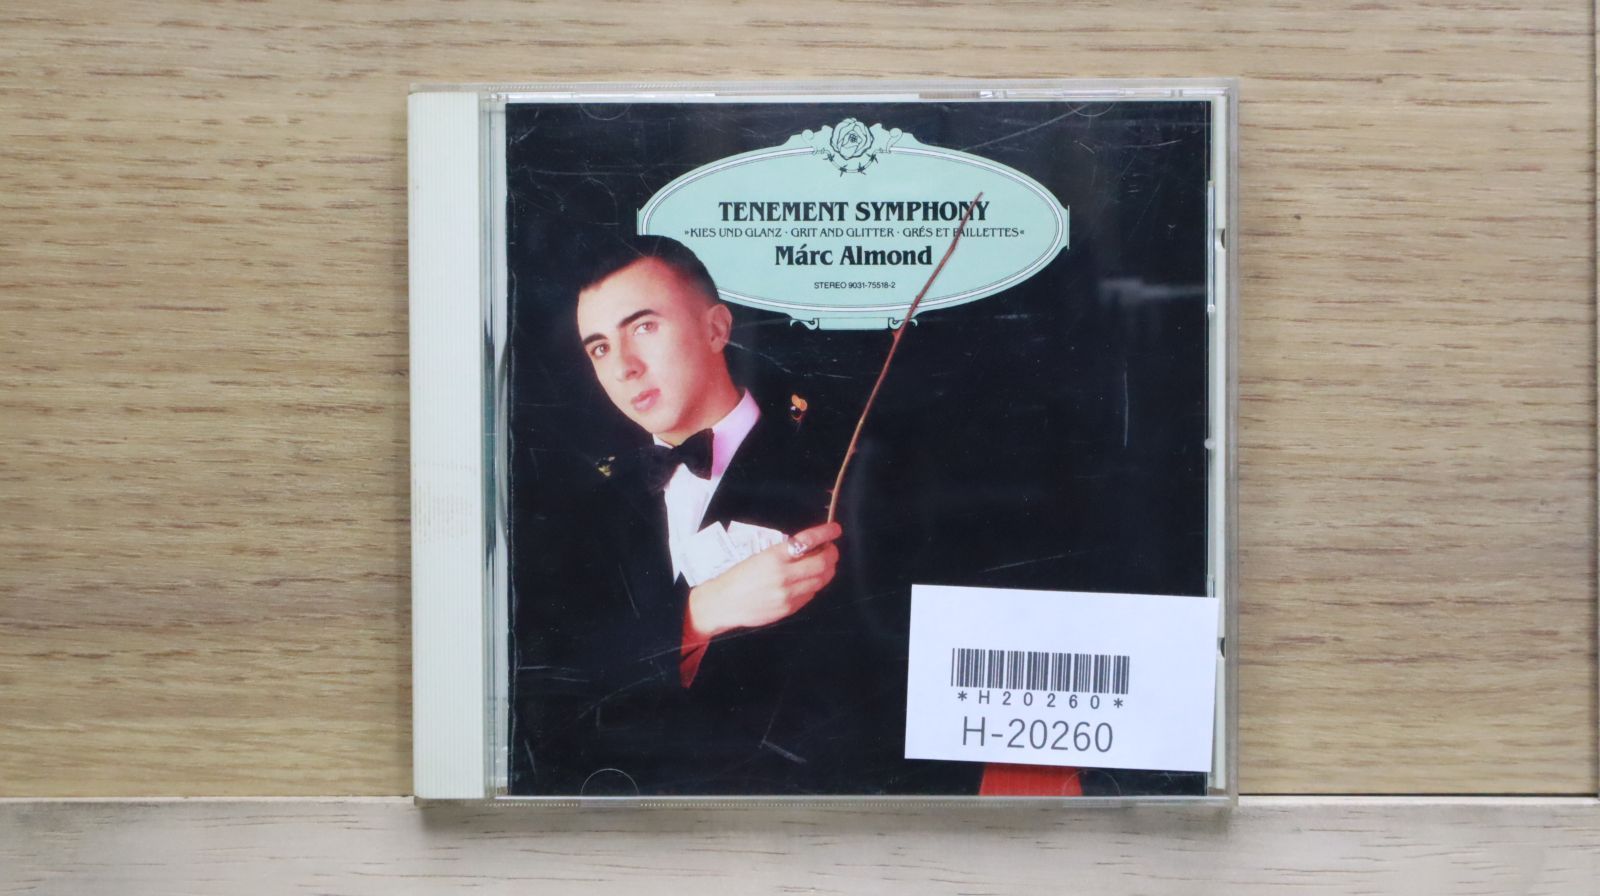 TENEMENT SYMPHONY
»KIES UND GLANZ · GRIT AND GLITTER · GRÉS ET PAILLETTES«
Márc Almond
STEREO 9031-75518-2
*H20260*
H-20260